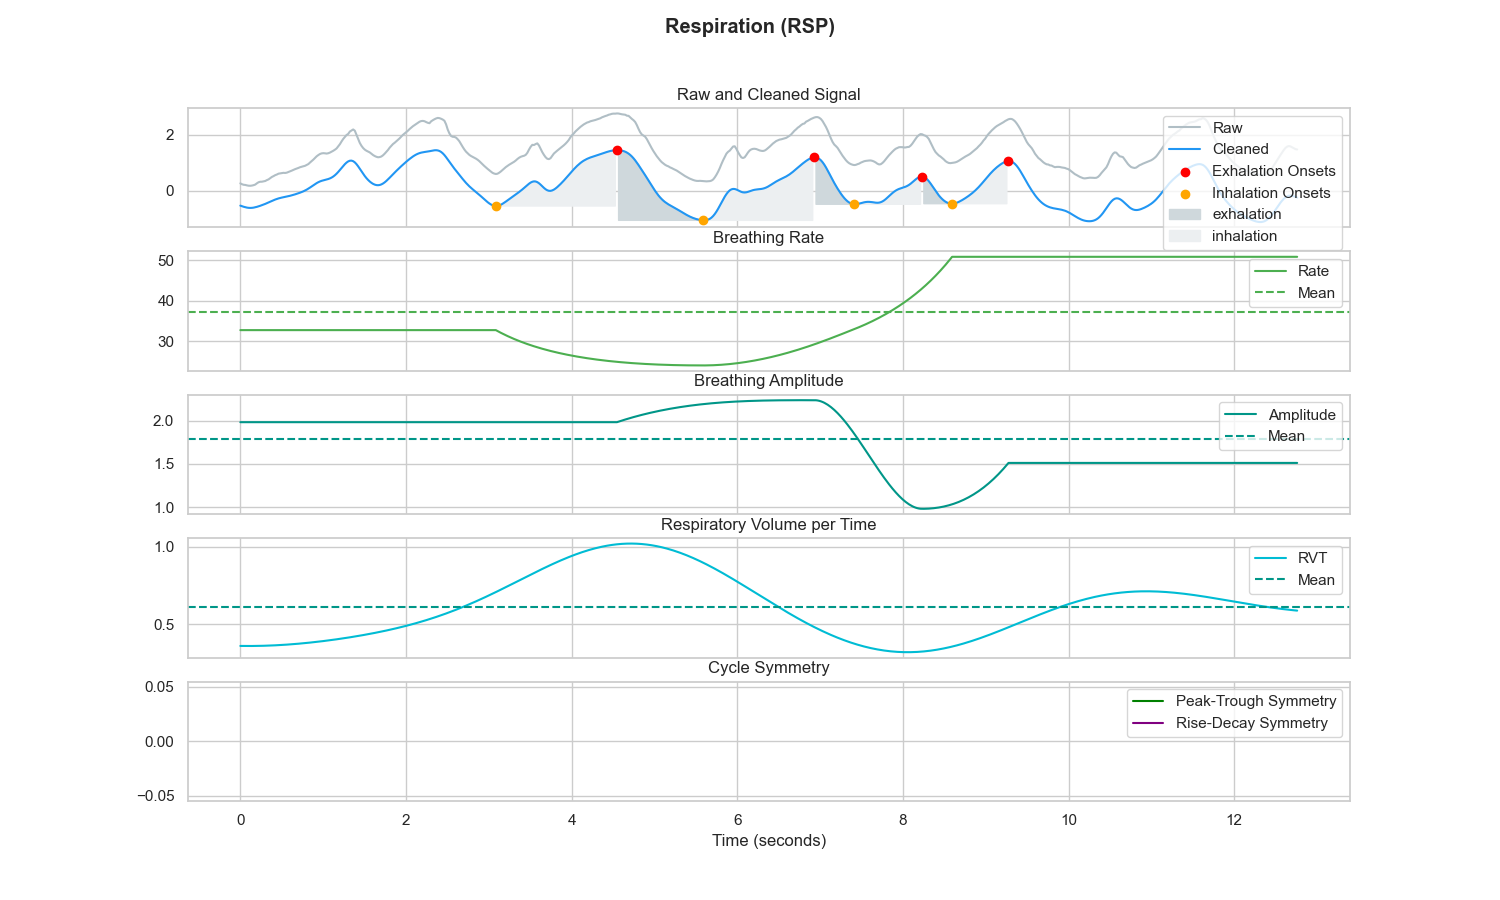 Respiration (RSP)
Raw and Cleaned Signal
2
0
Raw
Cleaned
Exhalation Onsets
Inhalation Onsets
exhalation
inhalation
Breathing Rate
50
40
30
Rate
Mean
Breathing Amplitude
2.0
1.5
1.0
Amplitude
Mean
Respiratory Volume per Time
1.0
0.5
RVT
Mean
Cycle Symmetry
0.05
0.00
−0.05
Peak-Trough Symmetry
Rise-Decay Symmetry
0 2 4 6 8 10 12
Time (seconds)